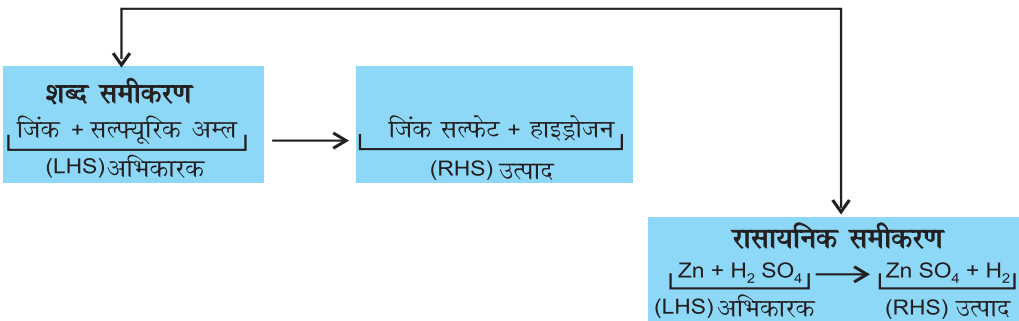 शब्द समीकरण
जिंक + सल्फ्यूरिक अम्ल
(LHS) अभिकारक
जिंक सल्फेट + हाइड्रोजन
(RHS) उत्पाद
रासायनिक समीकरण
Zn + H₂ SO₄ → Zn SO₄ + H₂
(LHS) अभिकारक (RHS) उत्पाद